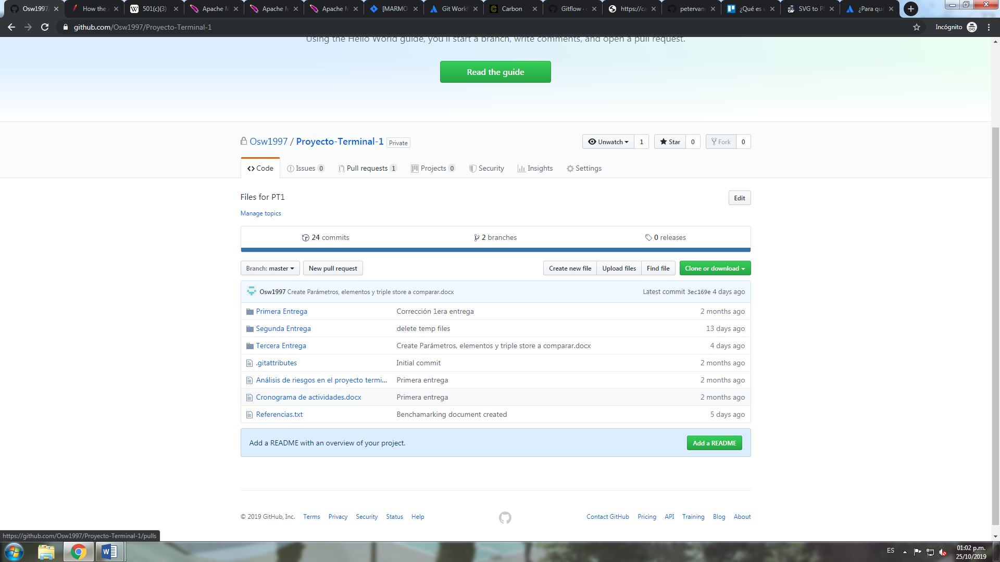 Osw1997/
How the
501(c)(3)
Apache M
Apache M
Apache M
[MARMO
Git Workf
Carbon
Gitflow ·
https://ca
petervan
¿Qué es
SVG to P
¿Para qué
github.com/Osw1997/Proyecto-Terminal-1
Incógnito
Using the Hello World guide, you'll start a branch, write comments, and open a pull request.
Read the guide
Osw1997 / Proyecto-Terminal-1 Private
Unwatch 1 Star 0 Fork 0
Code Issues 0 Pull requests 1 Projects 0 Security Insights Settings
Files for PT1
Edit
Manage topics
24 commits 2 branches 0 releases
Branch: master New pull request Create new file Upload files Find file Clone or download
Osw1997 Create Parámetros, elementos y triple store a comparar.docx Latest commit 3ec169e 4 days ago
Primera Entrega Corrección 1era entrega 2 months ago
Segunda Entrega delete temp files 13 days ago
Tercera Entrega Create Parámetros, elementos y triple store a comparar.docx 4 days ago
.gitattributes Initial commit 2 months ago
Análisis de riesgos en el proyecto termi... Primera entrega 2 months ago
Cronograma de actividades.docx Primera entrega 2 months ago
Referencias.txt Benchamarking document created 5 days ago
Add a README with an overview of your project. Add a README
© 2019 GitHub, Inc. Terms Privacy Security Status Help Contact GitHub Pricing API Training Blog About
https://github.com/Osw1997/Proyecto-Terminal-1/pulls
ES
01:02 p.m.
25/10/2019